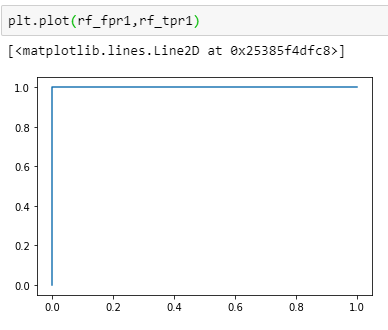 plt.plot(rf_fpr1,rf_tpr1)
[<matplotlib.lines.Line2D at 0x25385f4dfc8>]
1.0
0.8
0.6
0.4
0.2
0.0
0.0 0.2 0.4 0.6 0.8 1.0